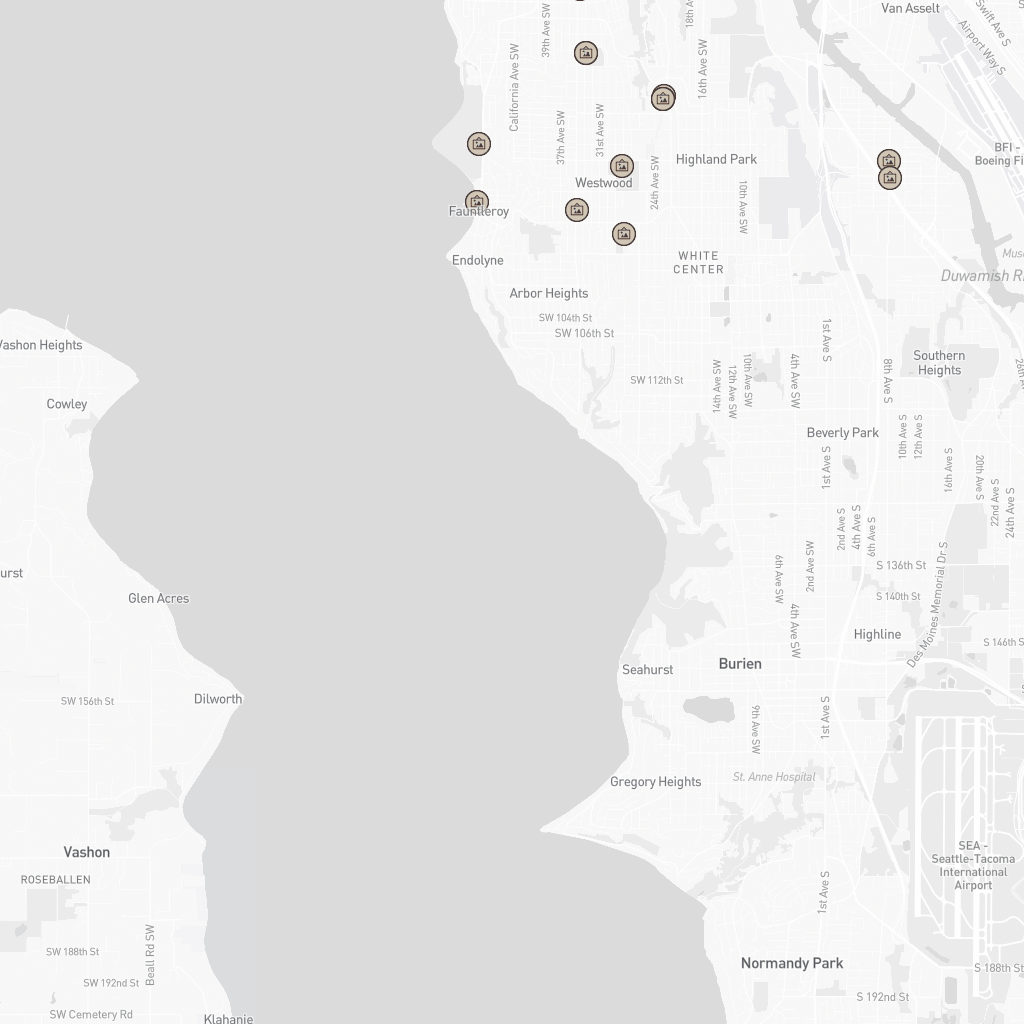 Van Asselt
Swift Ave S
Airport Way S
39th Ave SW
18th Ave
16th Ave SW
California Ave SW
37th Ave SW
31st Ave SW
BFI -
Boeing Fi
Highland Park
Westwood
24th Ave SW
10th Ave SW
Fauntleroy
WHITE
CENTER
Endolyne
Duwamish Ri
Arbor Heights
SW 104th St
SW 106th St
1st Ave S
Vashon Heights
Southern
Heights
SW 112th St
14th Ave SW
12th Ave SW
10th Ave SW
4th Ave SW
8th Ave S
Cowley
Beverly Park
10th Ave S
12th Ave S
1st Ave S
16th Ave S
20th Ave S
22nd Ave S
24th Ave S
2nd Ave S
4th Ave S
6th Ave S
urst
6th Ave SW
2nd Ave SW
S 136th St
Glen Acres
S 140th St
4th Ave SW
Des Moines Memorial Dr S
Highline
S 146th St
Seahurst
Burien
SW 156th St
Dilworth
9th Ave SW
1st Ave S
Gregory Heights
St. Anne Hospital
Vashon
SEA -
Seattle-Tacoma
International
Airport
ROSEBALLEN
1st Ave S
Beall Rd SW
SW 188th St
Normandy Park
S 188th St
SW 192nd St
S 192nd St
SW Cemetery Rd
Klahanie